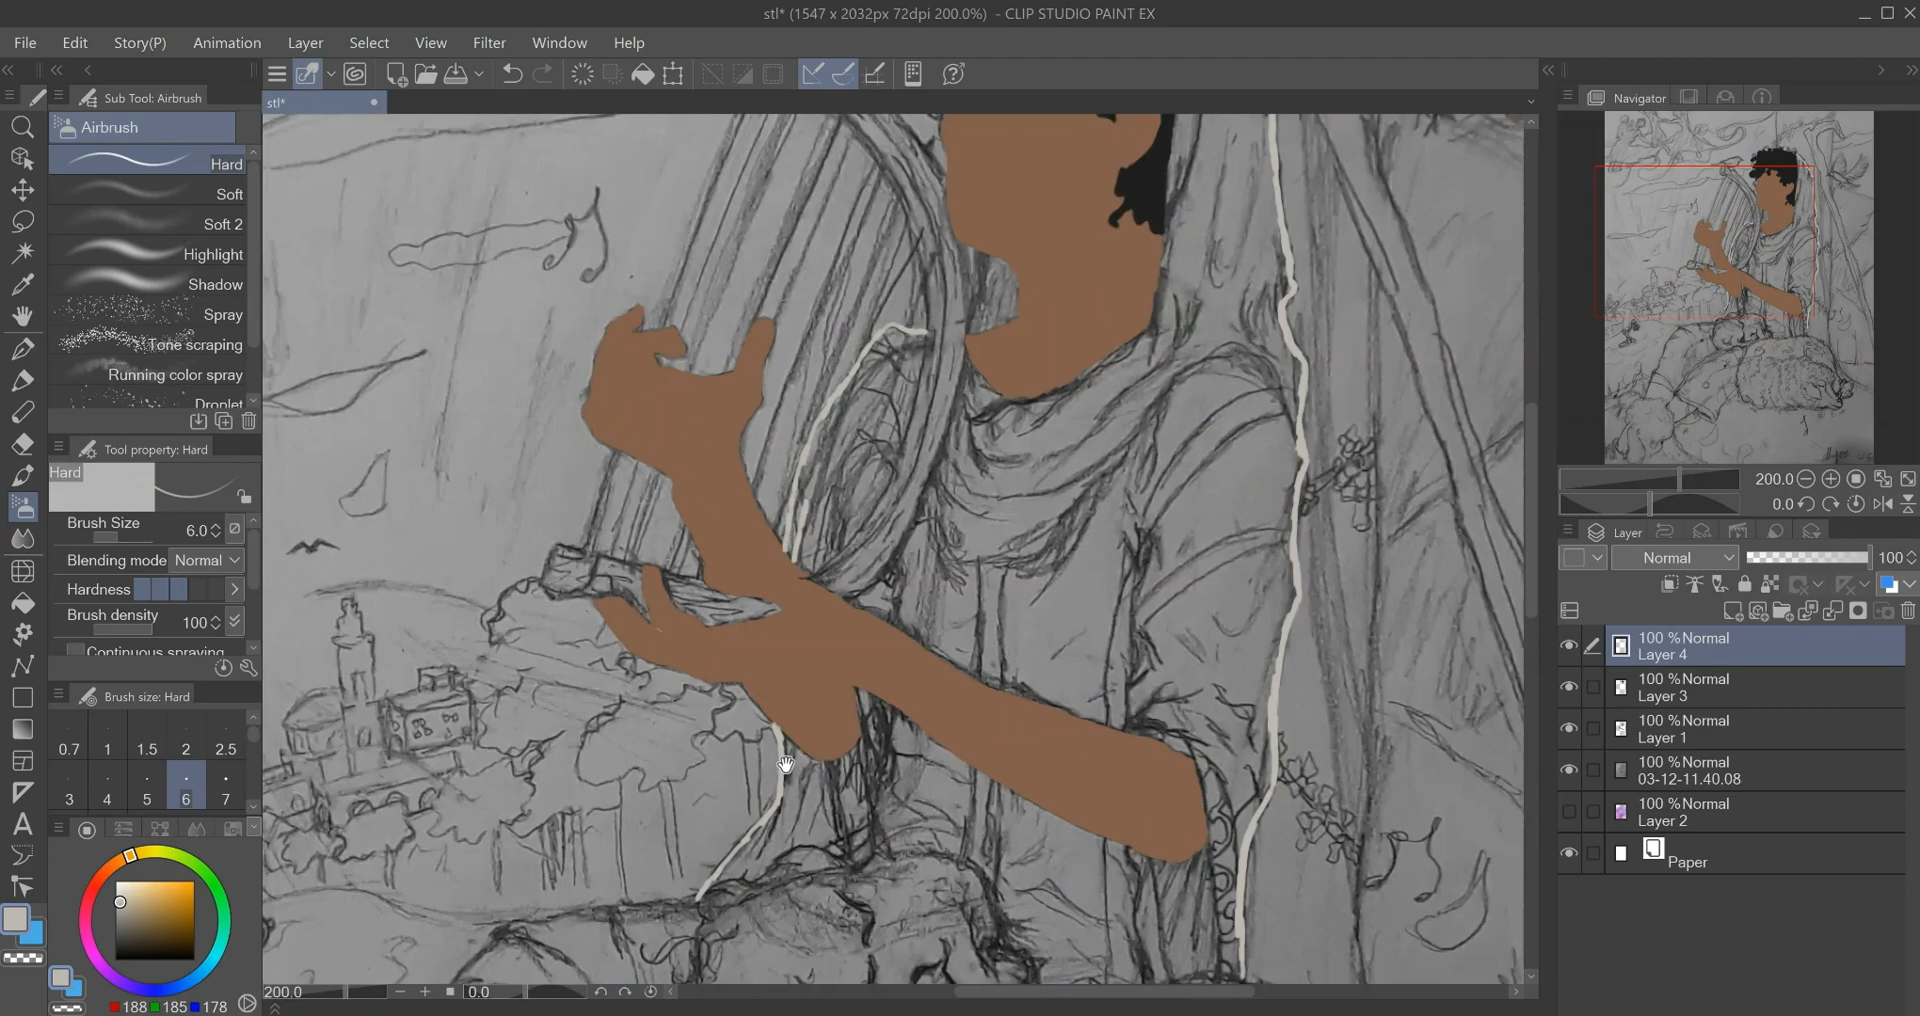 stl* (1547 x 2032px 72dpi 200.0%) - CLIP STUDIO PAINT EX
File Edit Story(P) Animation Layer Select View Filter Window Help
Sub Tool: Airbrush
stl*
Navigator
Airbrush
Hard
Soft
Soft 2
Highlight
Shadow
Spray
Tone scraping
Running color spray
Droplet
Tool property: Hard
Hard
Brush Size 6.0
Blending mode Normal
Hardness
Brush density 100
Continuous spraying
Brush size: Hard
0.7 1 1.5 2 2.5
3 4 5 6 7
188 185 178
200.0 0.0
200.0
0.0
Layer
Normal 100
100 %Normal
Layer 4
100 %Normal
Layer 3
100 %Normal
Layer 1
100 %Normal
03-12-11.40.08
100 %Normal
Layer 2
Paper